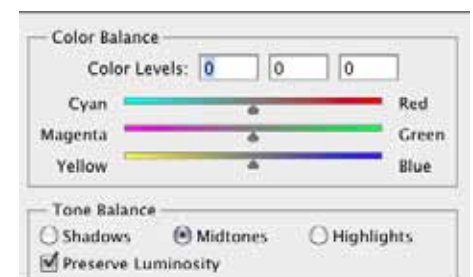 Color Balance
Color Levels: 0 0 0
Cyan Red
Magenta Green
Yellow Blue
Tone Balance
Shadows Midtones Highlights
Preserve Luminosity